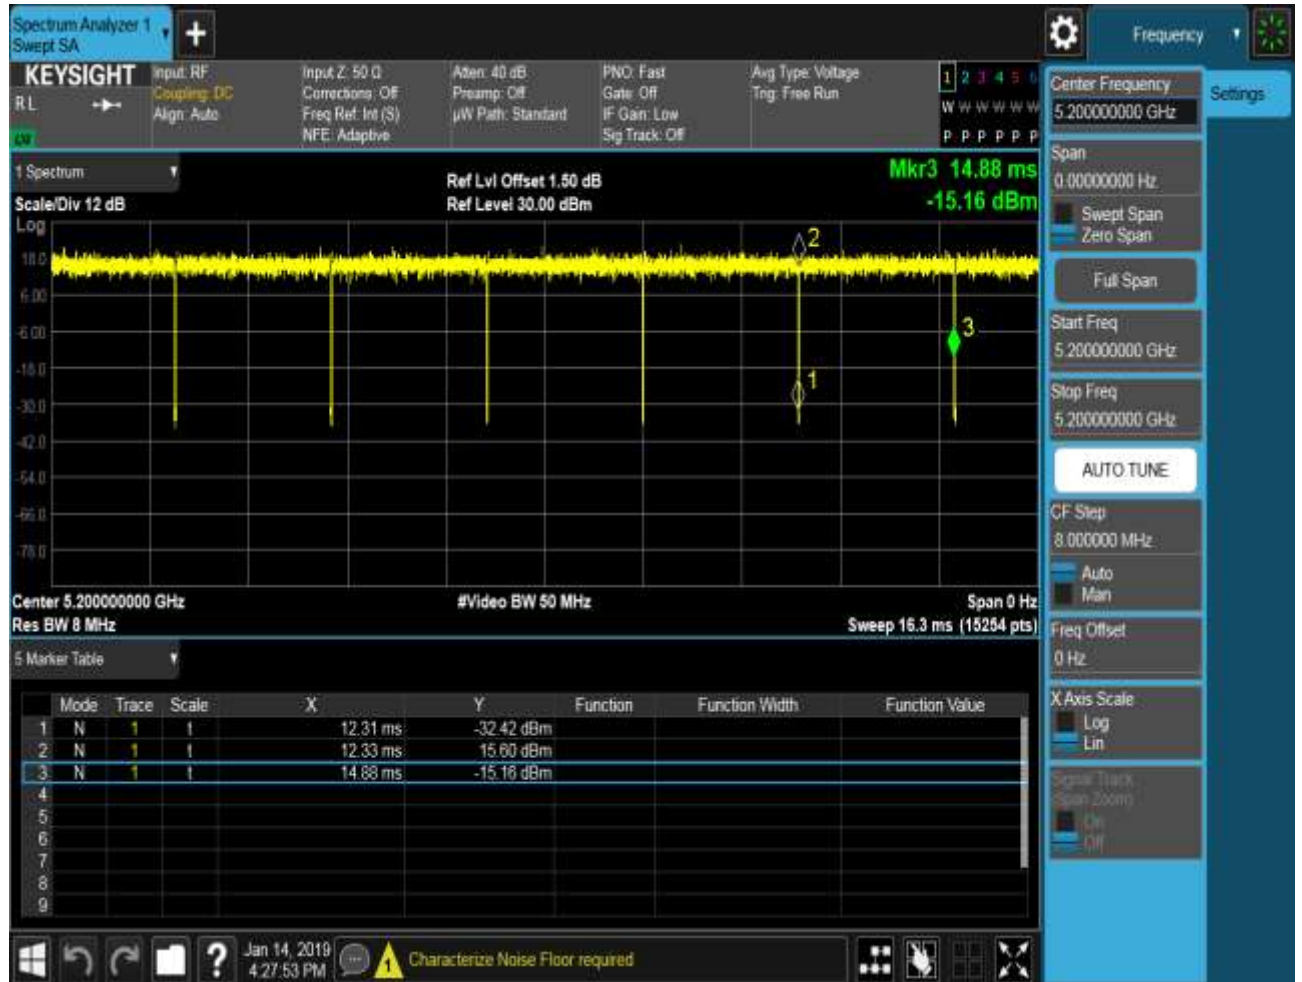 Spectrum Analyzer 1
Swept SA
Frequency
KEYSIGHT
RL
Input: RF
Coupling: DC
Align: Auto
Input Z: 50 Ω
Corrections: Off
Freq Ref: Int (S)
NFE: Adaptive
Atten: 40 dB
Preamp: Off
µW Path: Standard
PNO: Fast
Gate: Off
IF Gain: Low
Sig Track: Off
Avg Type: Voltage
Trig: Free Run
1 2 3 4 5 6
W W W W W W
P P P P P P
Center Frequency
5.200000000 GHz
Settings
1 Spectrum
Scale/Div 12 dB
Ref Lvl Offset 1.50 dB
Ref Level 30.00 dBm
Mkr3 14.88 ms
-15.16 dBm
Log
18.0
6.00
-6.00
-18.0
-30.0
-42.0
-54.0
-66.0
-78.0
2
3
1
Center 5.200000000 GHz
#Video BW 50 MHz
Span 0 Hz
Res BW 8 MHz
Sweep 16.3 ms (15254 pts)
Span
0.00000000 Hz
Swept Span
Zero Span
Full Span
Start Freq
5.200000000 GHz
Stop Freq
5.200000000 GHz
AUTO TUNE
CF Step
8.000000 MHz
Auto
Man
Freq Offset
0 Hz
X Axis Scale
Log
Lin
Signal Track
(Span Zoom)
On
Off
5 Marker Table
Mode Trace Scale X Y Function Function Width Function Value
1 N 1 t 12.31 ms -32.42 dBm
2 N 1 t 12.33 ms 15.60 dBm
3 N 1 t 14.88 ms -15.16 dBm
4
5
6
7
8
9
?
Jan 14, 2019
4:27:53 PM
1
Characterize Noise Floor required